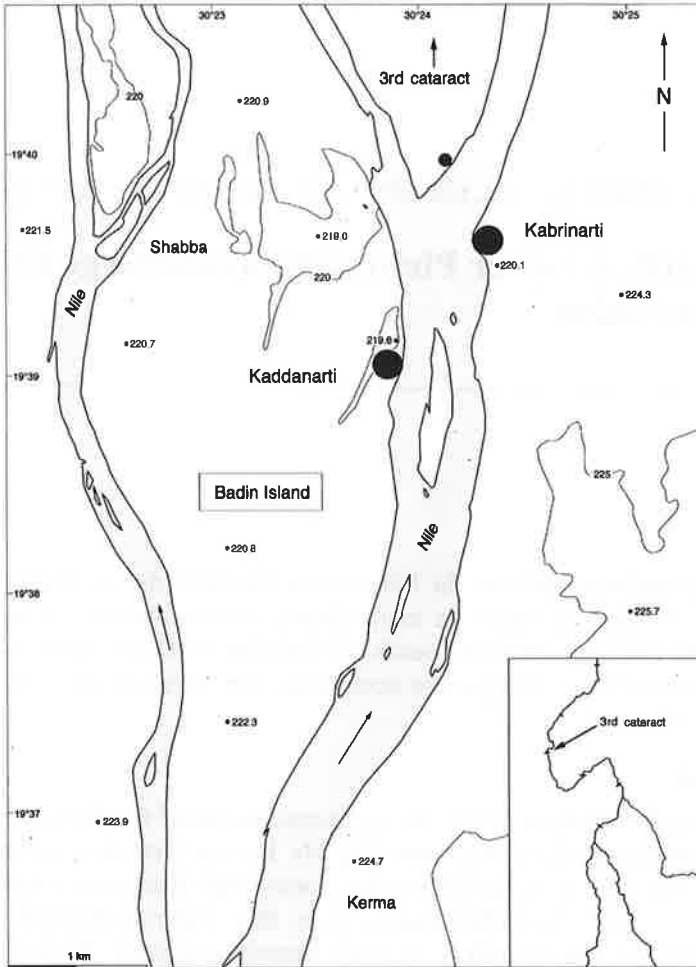 30°23
30°24
30°25
3rd cataract
N
220
220.9
19°40
221.5
Shabba
219.0
Kabrinarti
220.1
220
224.3
Nile
220.7
219.6
19°39
Kaddanarti
225
Badin Island
Nile
220.8
19°38
225.7
222.3
3rd cataract
19°37
223.9
224.7
Kerma
1 km